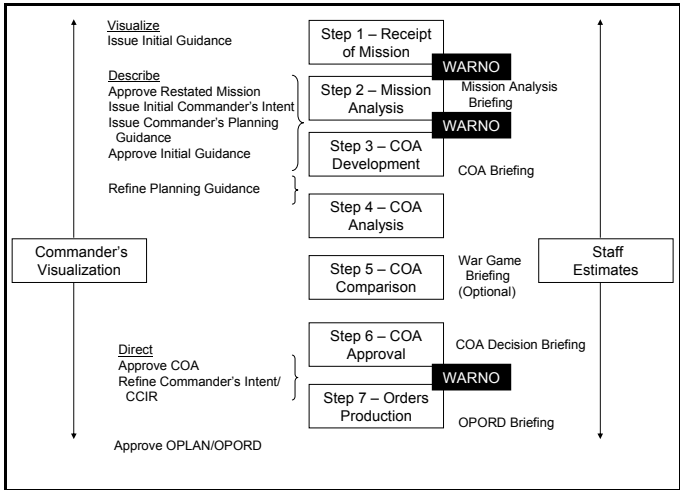 Visualize
Issue Initial Guidance
Step 1 – Receipt
of Mission
WARNO
Describe
Approve Restated Mission
Issue Initial Commander's Intent
Issue Commander's Planning
Guidance
Approve Initial Guidance
Step 2 – Mission
Analysis
Mission Analysis
Briefing
WARNO
Step 3 – COA
Development
COA Briefing
Refine Planning Guidance
Step 4 – COA
Analysis
Commander's
Visualization
Step 5 – COA
Comparison
War Game
Briefing
(Optional)
Staff
Estimates
Step 6 – COA
Approval
COA Decision Briefing
Direct
Approve COA
Refine Commander's Intent/
CCIR
WARNO
Step 7 – Orders
Production
OPORD Briefing
Approve OPLAN/OPORD